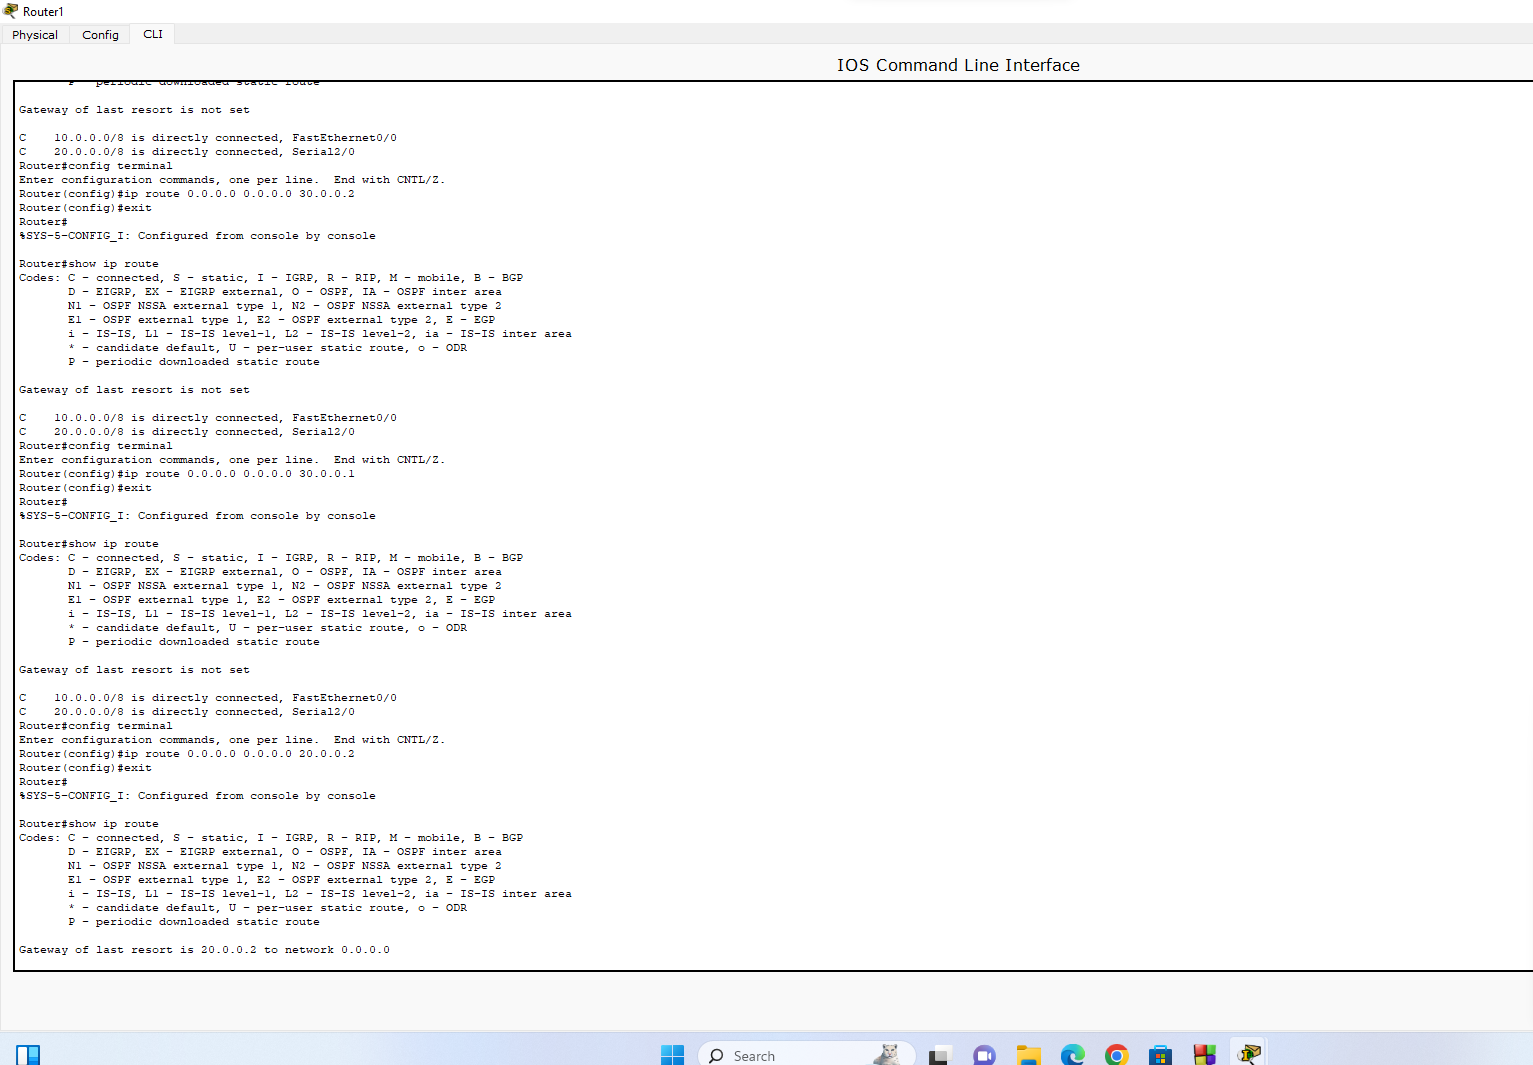 Router1
Physical Config CLI
IOS Command Line Interface
P - periodic downloaded static route
Gateway of last resort is not set
C    10.0.0.0/8 is directly connected, FastEthernet0/0
C    20.0.0.0/8 is directly connected, Serial2/0
Router#config terminal
Enter configuration commands, one per line.  End with CNTL/Z.
Router(config)#ip route 0.0.0.0 0.0.0.0 30.0.0.2
Router(config)#exit
Router#
%SYS-5-CONFIG_I: Configured from console by console
Router#show ip route
Codes: C - connected, S - static, I - IGRP, R - RIP, M - mobile, B - BGP
D - EIGRP, EX - EIGRP external, O - OSPF, IA - OSPF inter area
N1 - OSPF NSSA external type 1, N2 - OSPF NSSA external type 2
E1 - OSPF external type 1, E2 - OSPF external type 2, E - EGP
i - IS-IS, L1 - IS-IS level-1, L2 - IS-IS level-2, ia - IS-IS inter area
* - candidate default, U - per-user static route, o - ODR
P - periodic downloaded static route
Gateway of last resort is not set
C    10.0.0.0/8 is directly connected, FastEthernet0/0
C    20.0.0.0/8 is directly connected, Serial2/0
Router#config terminal
Enter configuration commands, one per line.  End with CNTL/Z.
Router(config)#ip route 0.0.0.0 0.0.0.0 30.0.0.1
Router(config)#exit
Router#
%SYS-5-CONFIG_I: Configured from console by console
Router#show ip route
Codes: C - connected, S - static, I - IGRP, R - RIP, M - mobile, B - BGP
D - EIGRP, EX - EIGRP external, O - OSPF, IA - OSPF inter area
N1 - OSPF NSSA external type 1, N2 - OSPF NSSA external type 2
E1 - OSPF external type 1, E2 - OSPF external type 2, E - EGP
i - IS-IS, L1 - IS-IS level-1, L2 - IS-IS level-2, ia - IS-IS inter area
* - candidate default, U - per-user static route, o - ODR
P - periodic downloaded static route
Gateway of last resort is not set
C    10.0.0.0/8 is directly connected, FastEthernet0/0
C    20.0.0.0/8 is directly connected, Serial2/0
Router#config terminal
Enter configuration commands, one per line.  End with CNTL/Z.
Router(config)#ip route 0.0.0.0 0.0.0.0 20.0.0.2
Router(config)#exit
Router#
%SYS-5-CONFIG_I: Configured from console by console
Router#show ip route
Codes: C - connected, S - static, I - IGRP, R - RIP, M - mobile, B - BGP
D - EIGRP, EX - EIGRP external, O - OSPF, IA - OSPF inter area
N1 - OSPF NSSA external type 1, N2 - OSPF NSSA external type 2
E1 - OSPF external type 1, E2 - OSPF external type 2, E - EGP
i - IS-IS, L1 - IS-IS level-1, L2 - IS-IS level-2, ia - IS-IS inter area
* - candidate default, U - per-user static route, o - ODR
P - periodic downloaded static route
Gateway of last resort is 20.0.0.2 to network 0.0.0.0
Search